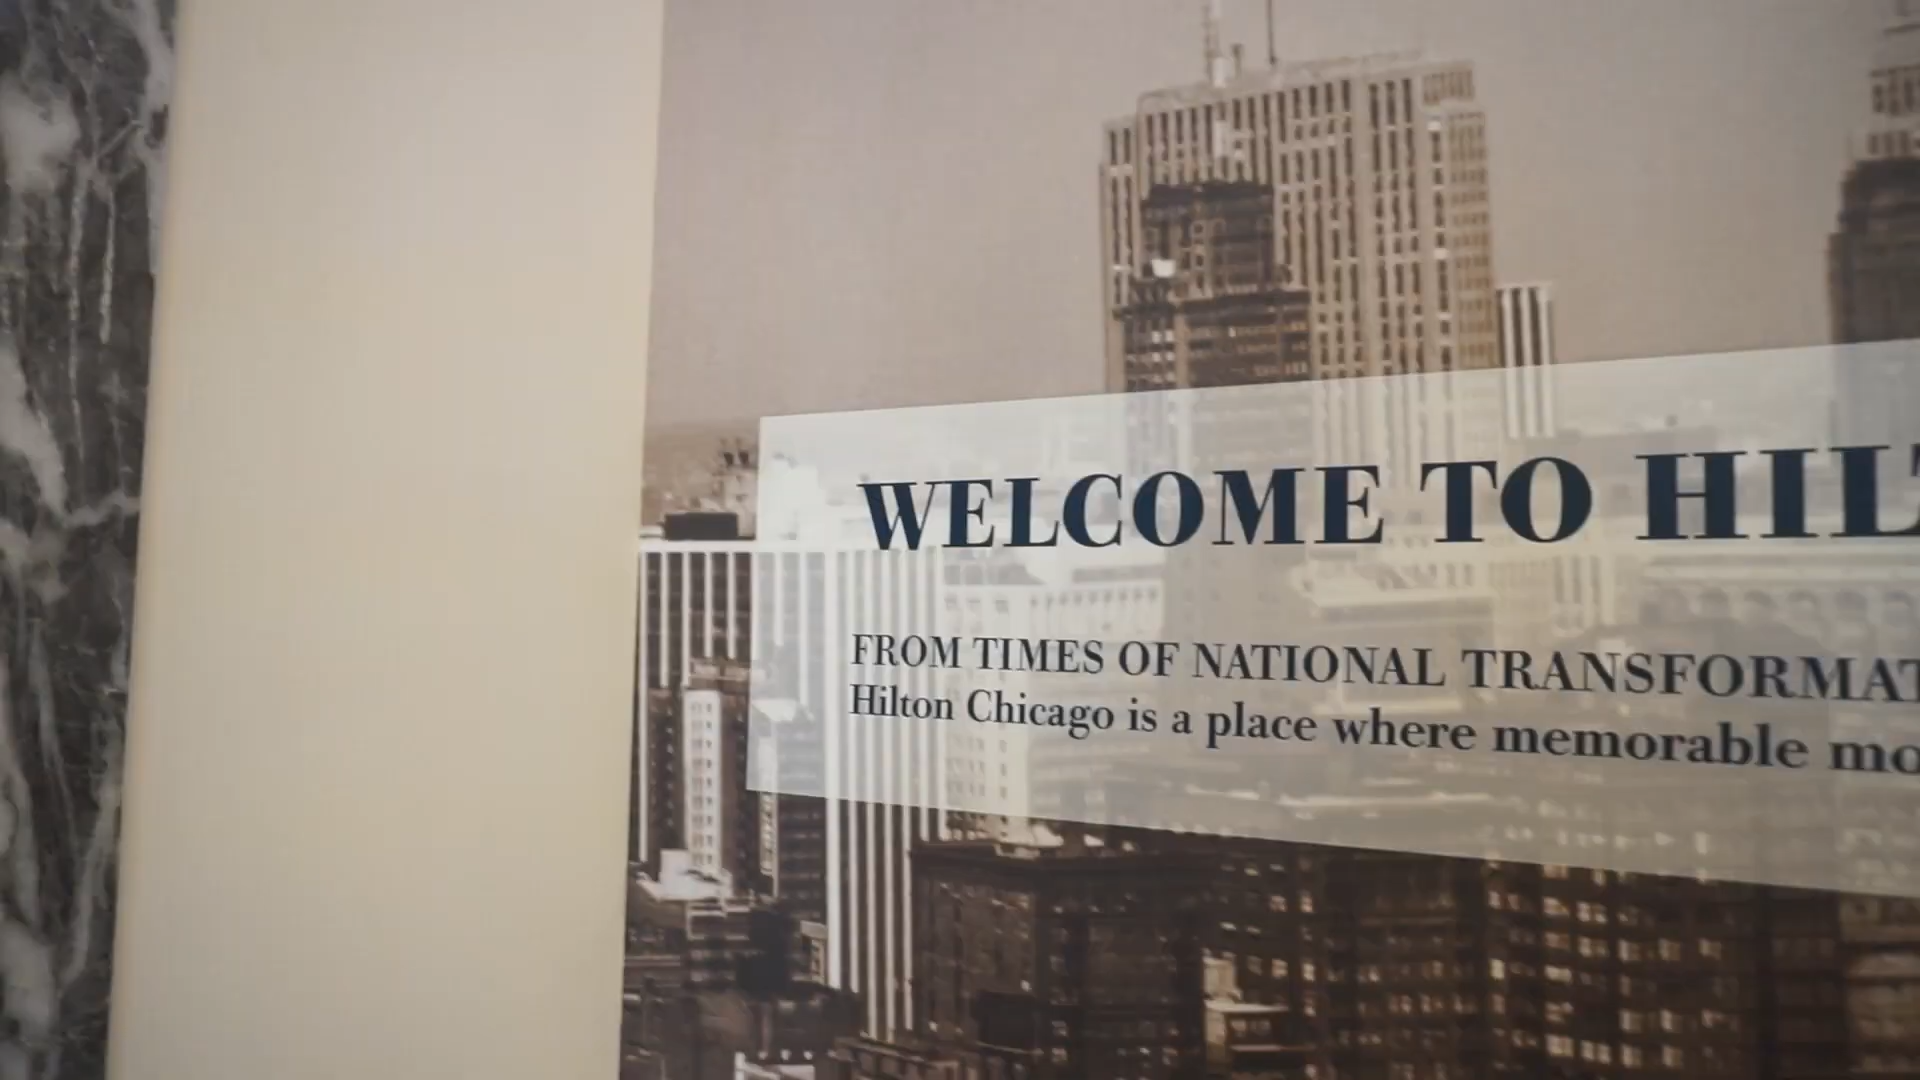 WELCOME TO HIL
FROM TIMES OF NATIONAL TRANSFORMAT
Hilton Chicago is a place where memorable mo